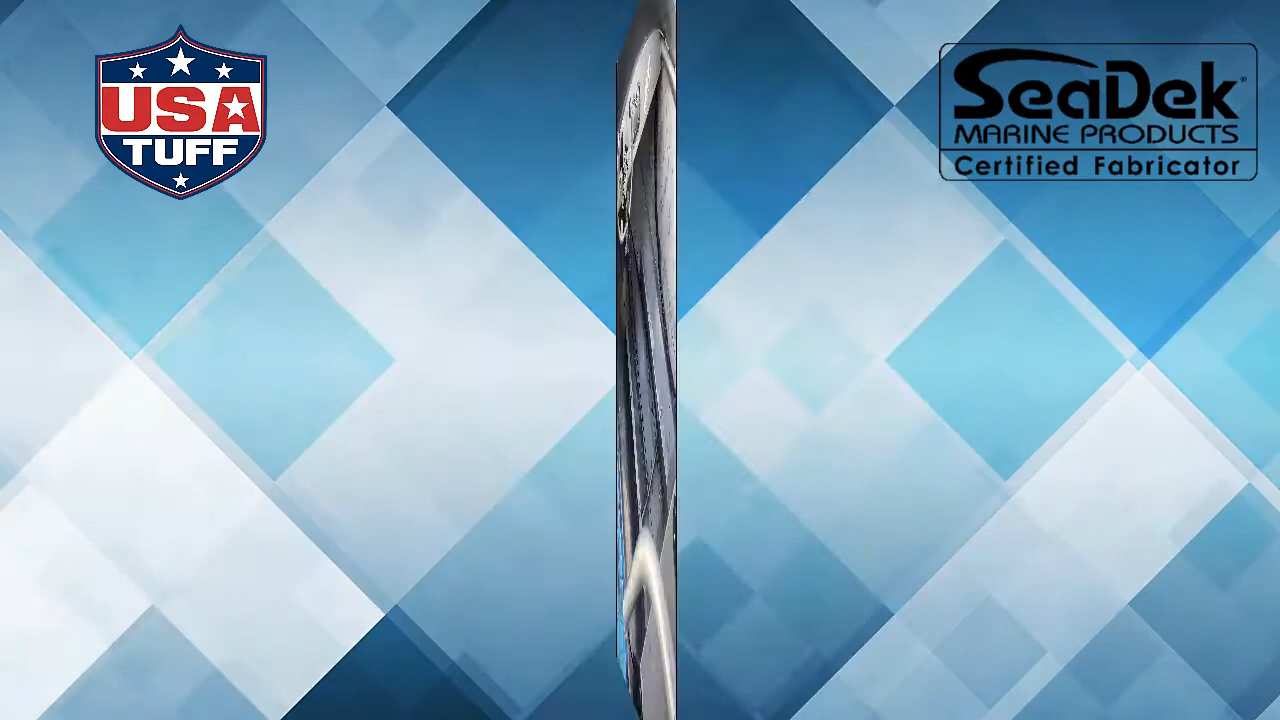 USA
TUFF
SeaDek®
MARINE PRODUCTS
Certified Fabricator